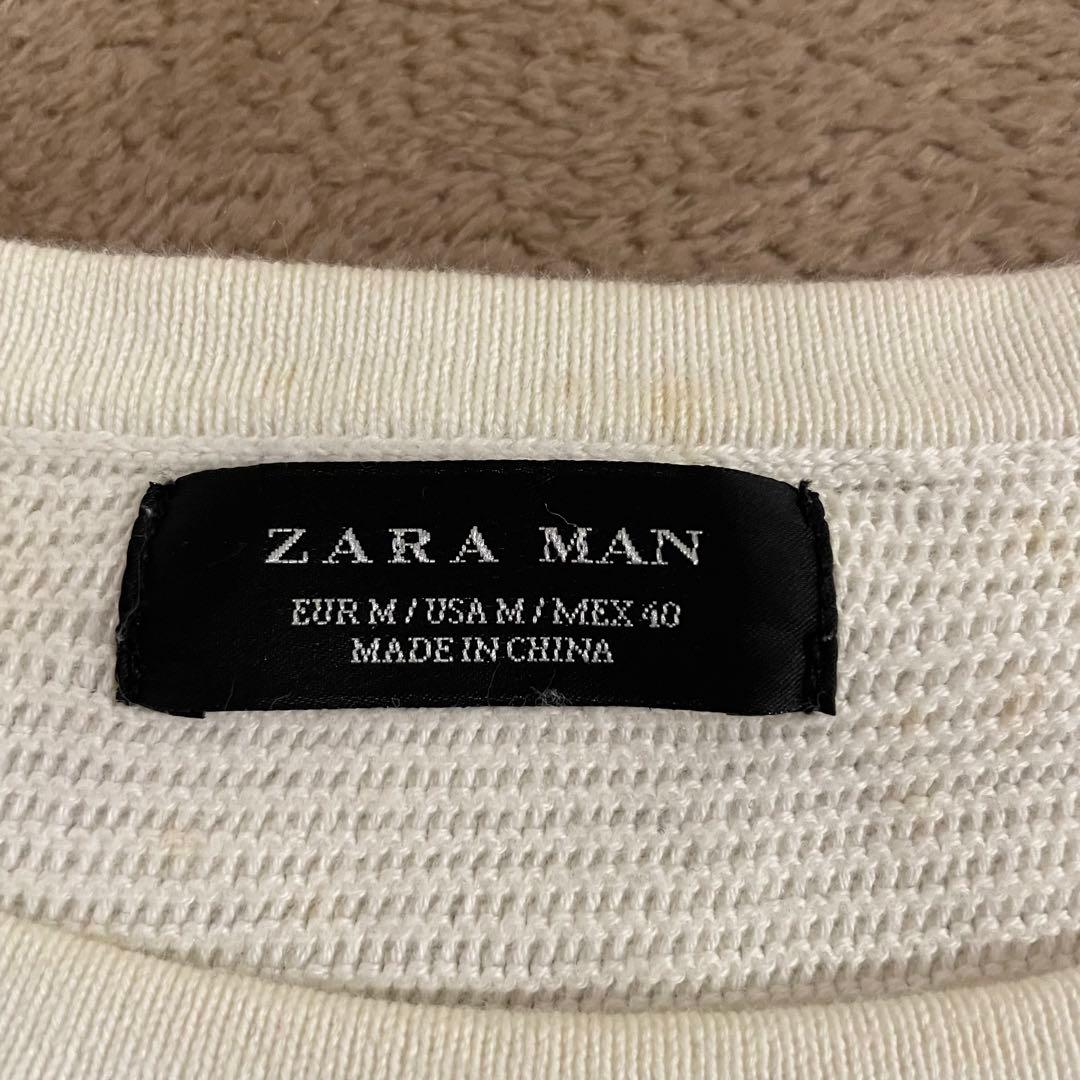 ZARA MAN
EUR M / USA M / MEX 40
MADE IN CHINA